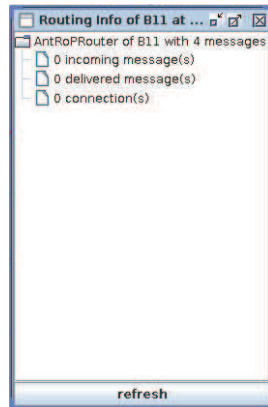 Routing Info of B11 at ...
AntRoPRouter of B11 with 4 messages
0 incoming message(s)
0 delivered message(s)
0 connection(s)
refresh